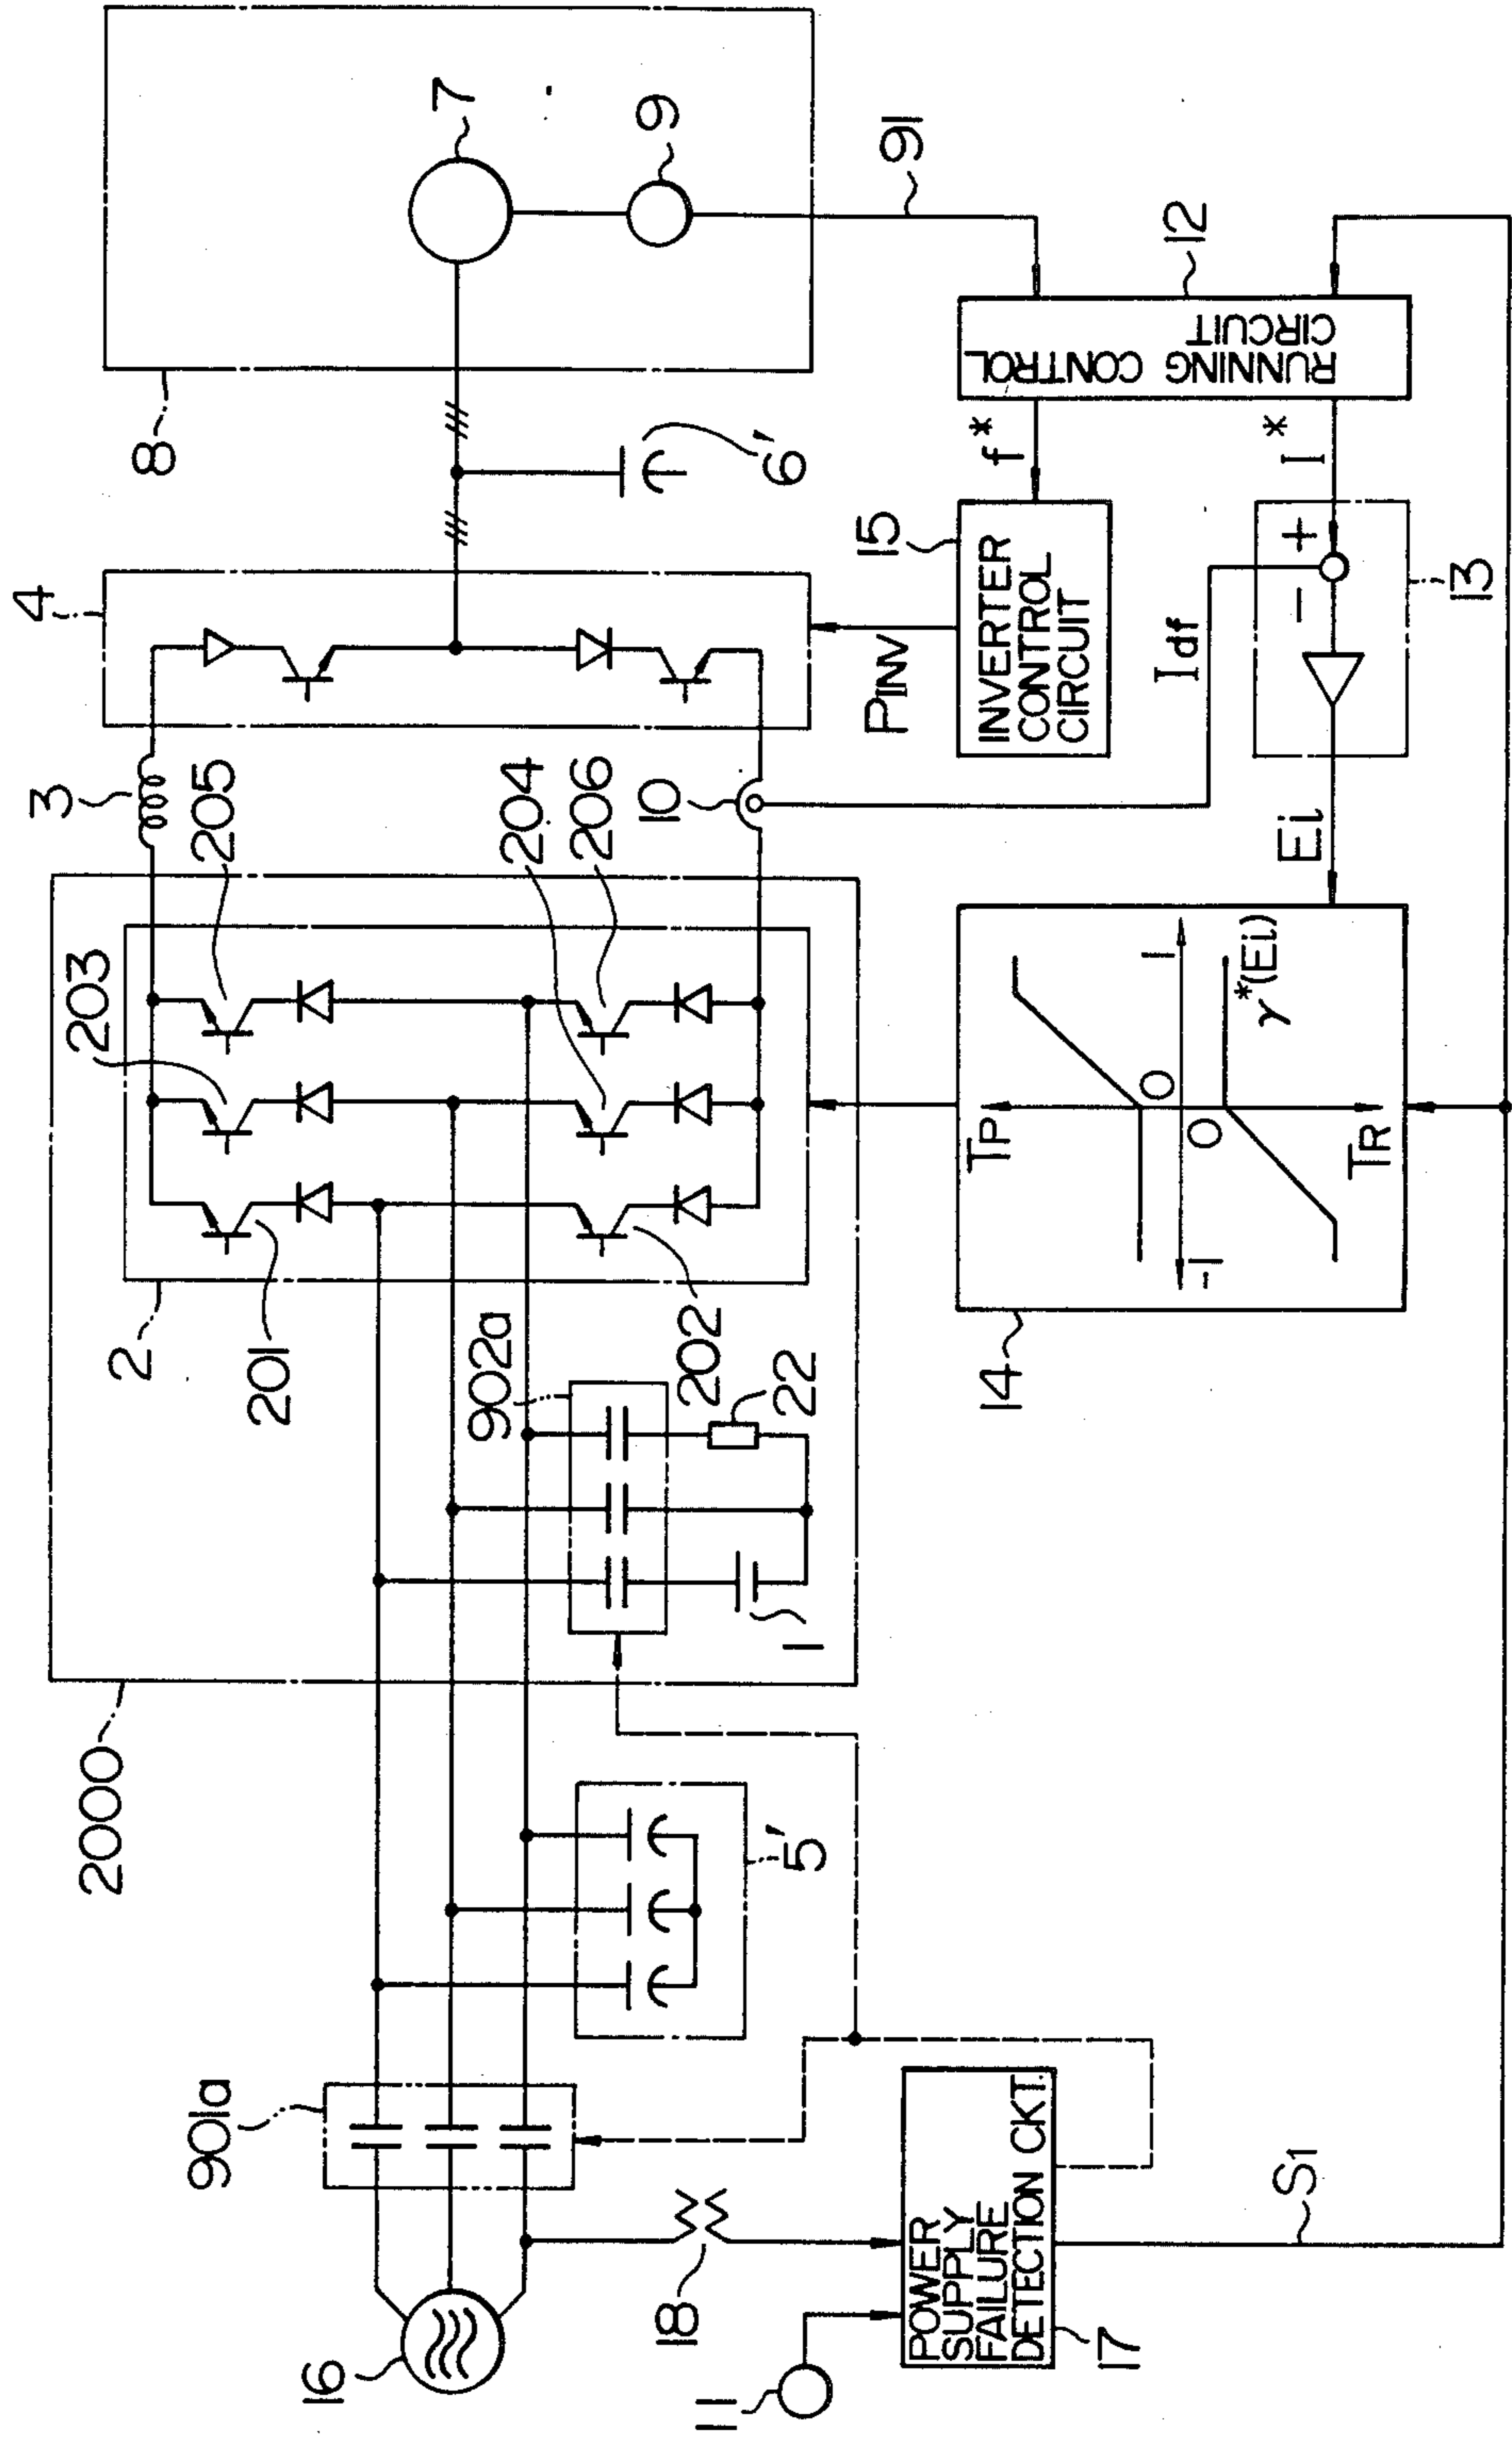 2000
2
201
203
205
3
4
8
7
9
91
6'
16
901a
5'
902a
202
204
206
22
1
10
18
11
POWER
SUPPLY
FAILURE
DETECTION CKT.
17
S1
14
TP
TR
0
0
1
-1
γ*(Ei)
Ei
Idf
PINV
INVERTER
CONTROL
CIRCUIT
15
f*
I*
+
-
13
RUNNING CONTROL
CIRCUIT
12